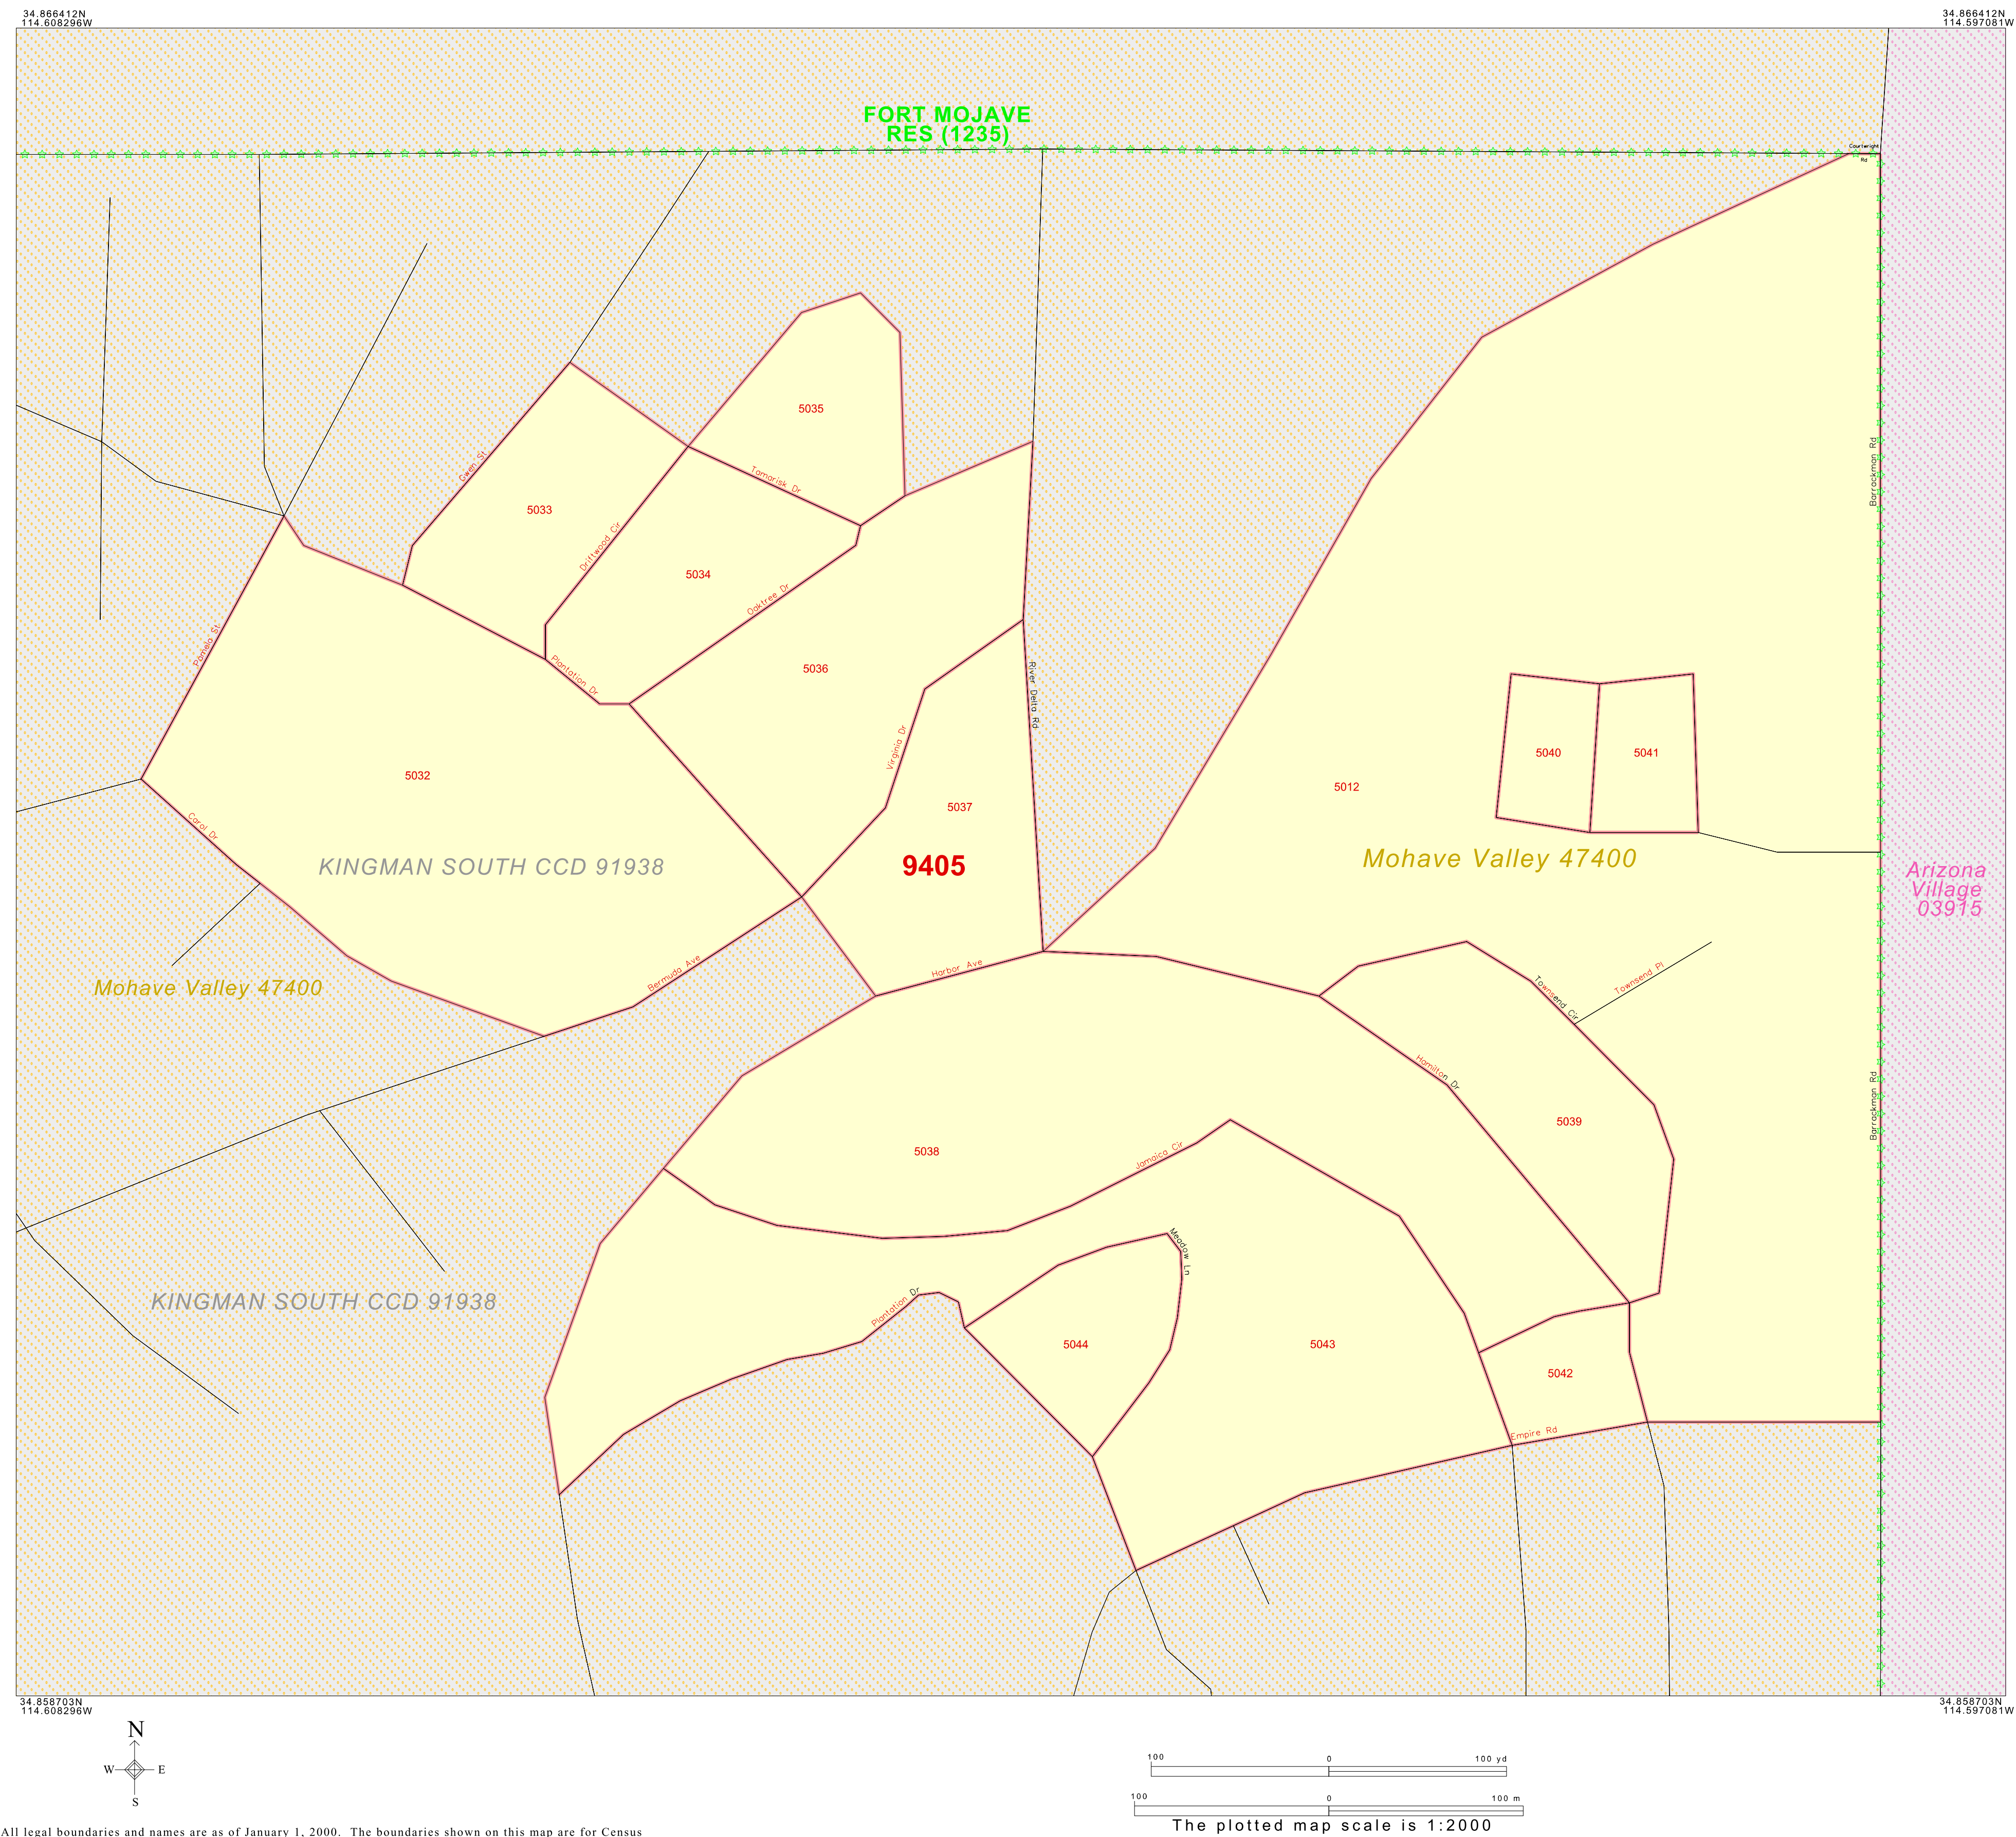 34.866412N
114.608296W
34.866412N
114.597081W
FORT MOJAVE
RES (1235)
Courtwright
Rd
5035
Barrackman Rd
Gwen St
Tamarisk Dr
5033
Driftwood Cir
5034
Oaktree Dr
Pamela St
Plantation Dr
5036
River Delta Rd
Virginia Dr
5040
5041
5032
5012
5037
Carol Dr
KINGMAN SOUTH CCD 91938
9405
Mohave Valley 47400
Arizona
Village
03915
Bermuda Ave
Harbor Ave
Mohave Valley 47400
Townsend Cir
Townsend Pl
Hamilton Dr
Barrackman Rd
5039
5038
Jamaica Cir
Meadow Ln
KINGMAN SOUTH CCD 91938
Plantation Dr
5044
5043
5042
Empire Rd
34.858703N
114.608296W
34.858703N
114.597081W
N
W
E
S
100
0
100 yd
100
0
100 m
The plotted map scale is 1:2000
All legal boundaries and names are as of January 1, 2000. The boundaries shown on this map are for Census